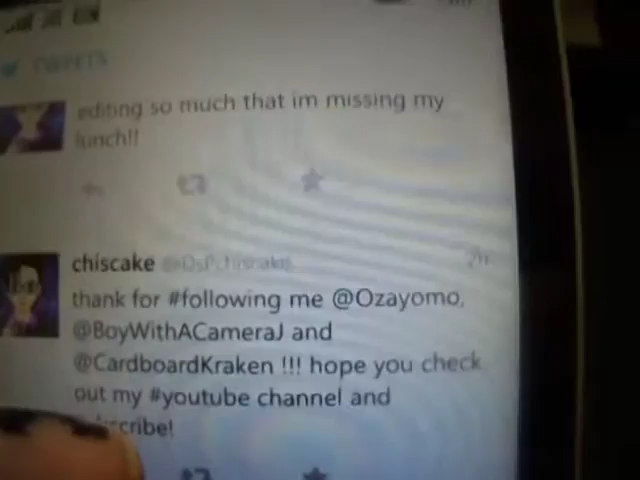 TWEETS
editing so much that im missing my
lunch!!
chiscake
thank for #following me @Ozayomo,
@BoyWithACameraJ and
@CardboardKraken !!! hope you check
out my #youtube channel and